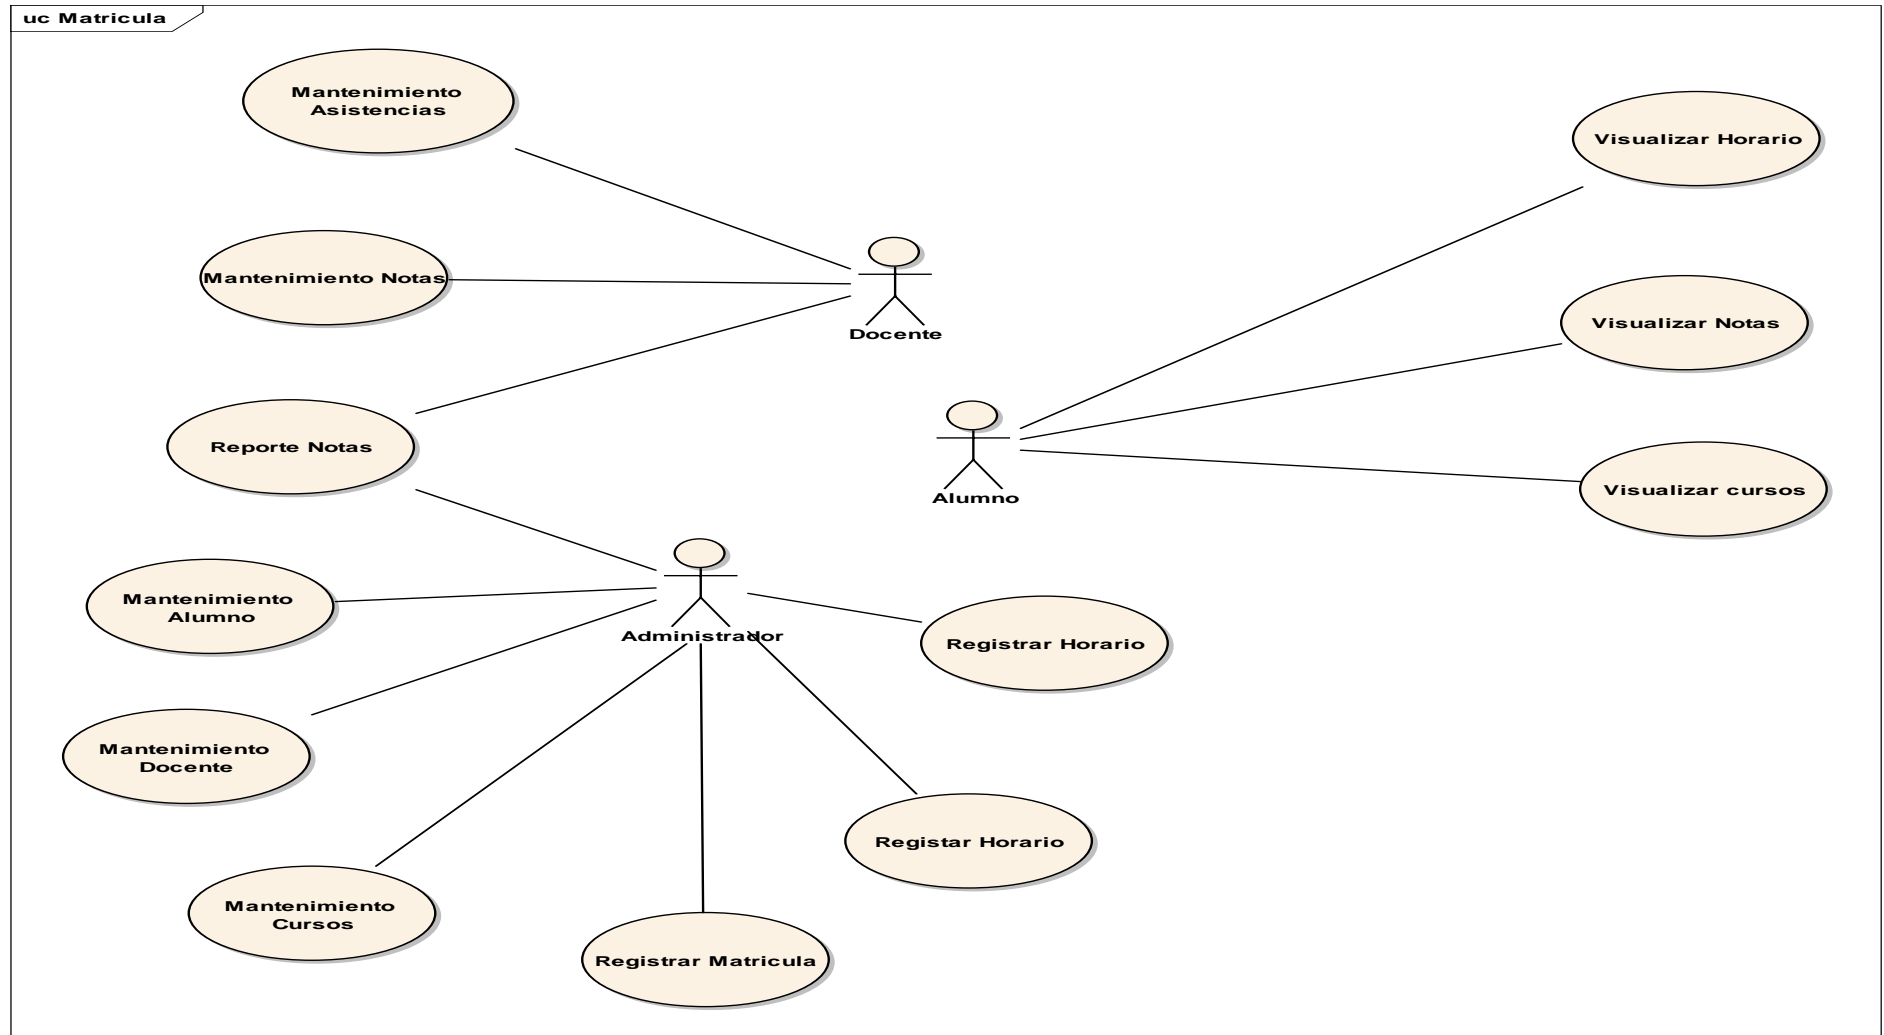 uc Matricula
Mantenimiento
Asistencias
Visualizar Horario
Mantenimiento Notas
Docente
Visualizar Notas
Reporte Notas
Alumno
Visualizar cursos
Mantenimiento
Alumno
Administrador
Registrar Horario
Mantenimiento
Docente
Registar Horario
Mantenimiento
Cursos
Registrar Matricula